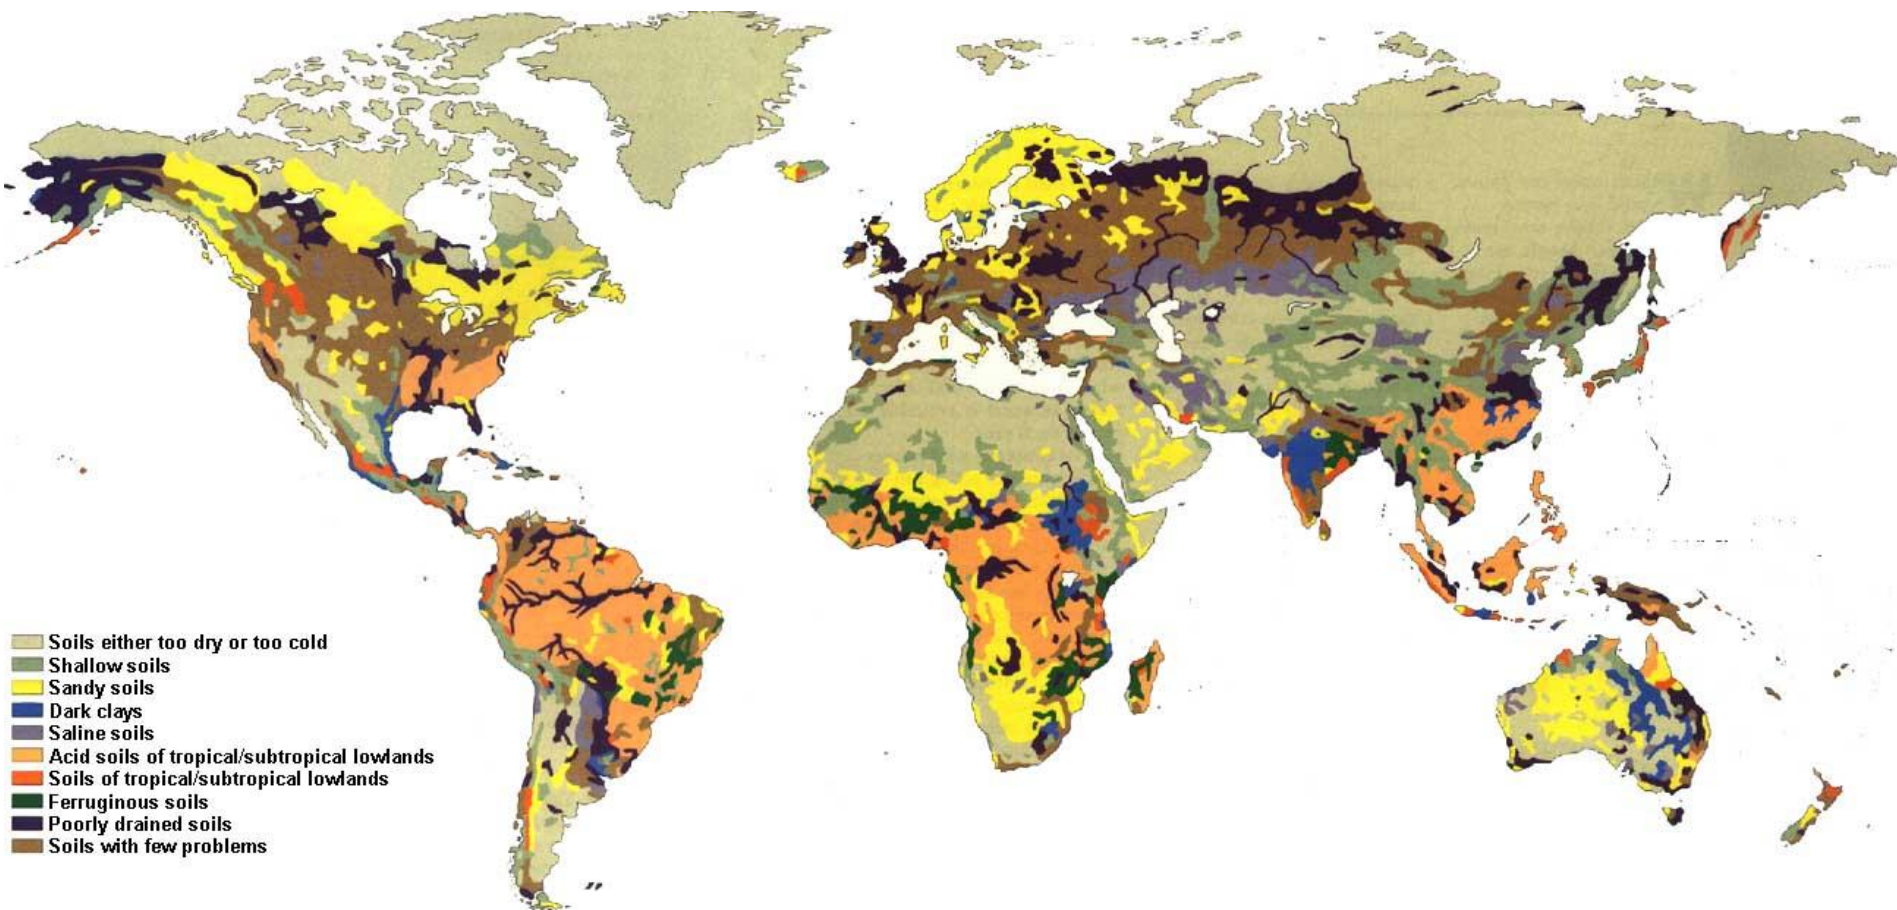 Soils either too dry or too cold
Shallow soils
Sandy soils
Dark clays
Saline soils
Acid soils of tropical/subtropical lowlands
Soils of tropical/subtropical lowlands
Ferruginous soils
Poorly drained soils
Soils with few problems